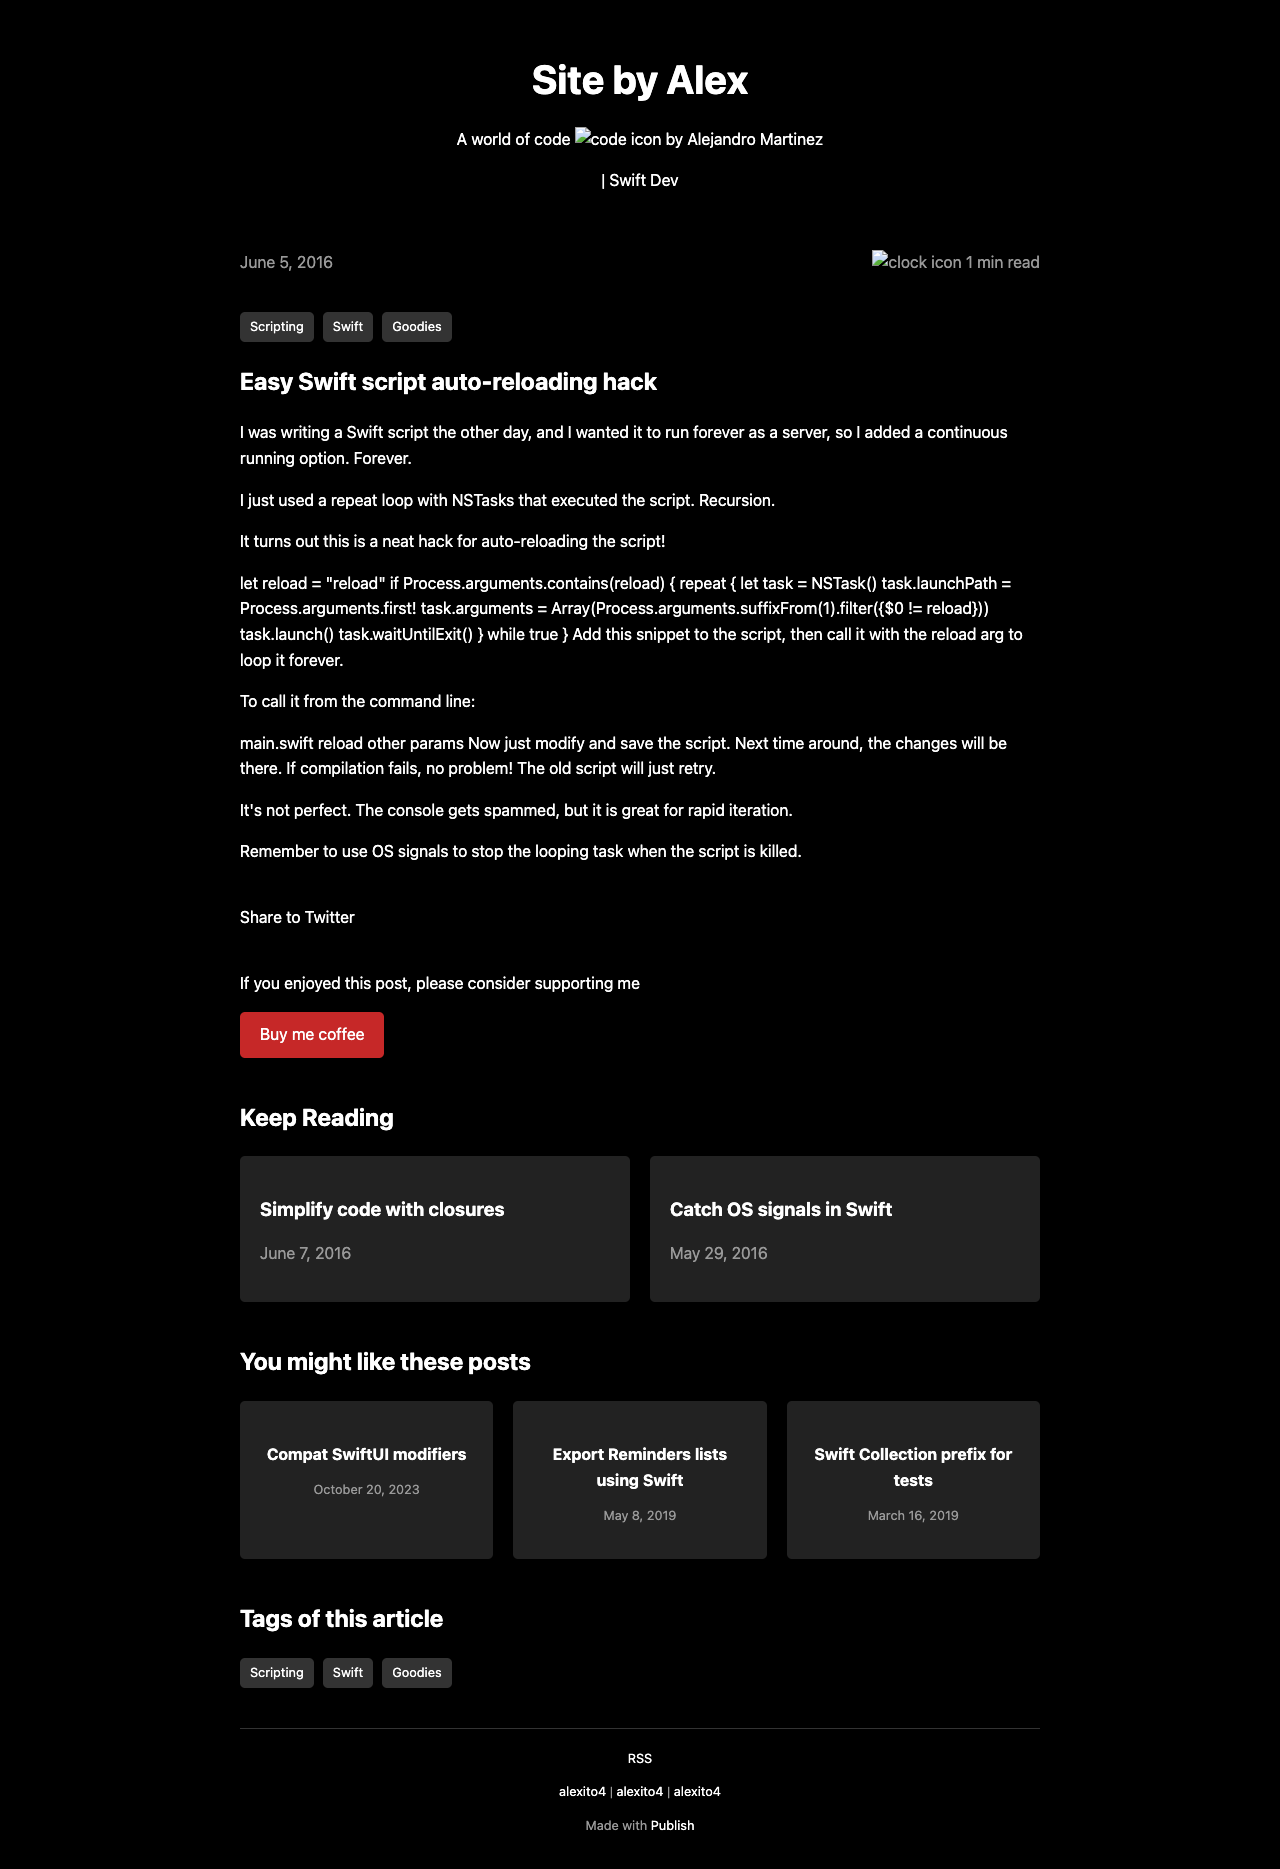 Site by Alex
A world of code code icon by Alejandro Martinez
| Swift Dev
June 5, 2016
clock icon 1 min read
Scripting Swift Goodies
Easy Swift script auto-reloading hack
I was writing a Swift script the other day, and I wanted it to run forever as a server, so I added a continuous
running option. Forever.
I just used a repeat loop with NSTasks that executed the script. Recursion.
It turns out this is a neat hack for auto-reloading the script!
let reload = "reload" if Process.arguments.contains(reload) { repeat { let task = NSTask() task.launchPath =
Process.arguments.first! task.arguments = Array(Process.arguments.suffixFrom(1).filter({$0 != reload}))
task.launch() task.waitUntilExit() } while true } Add this snippet to the script, then call it with the reload arg to
loop it forever.
To call it from the command line:
main.swift reload other params Now just modify and save the script. Next time around, the changes will be
there. If compilation fails, no problem! The old script will just retry.
It's not perfect. The console gets spammed, but it is great for rapid iteration.
Remember to use OS signals to stop the looping task when the script is killed.
Share to Twitter
If you enjoyed this post, please consider supporting me
Buy me coffee
Keep Reading
Simplify code with closures
June 7, 2016
Catch OS signals in Swift
May 29, 2016
You might like these posts
Compat SwiftUI modifiers
October 20, 2023
Export Reminders lists
using Swift
May 8, 2019
Swift Collection prefix for
tests
March 16, 2019
Tags of this article
Scripting Swift Goodies
RSS
alexito4 | alexito4 | alexito4
Made with Publish